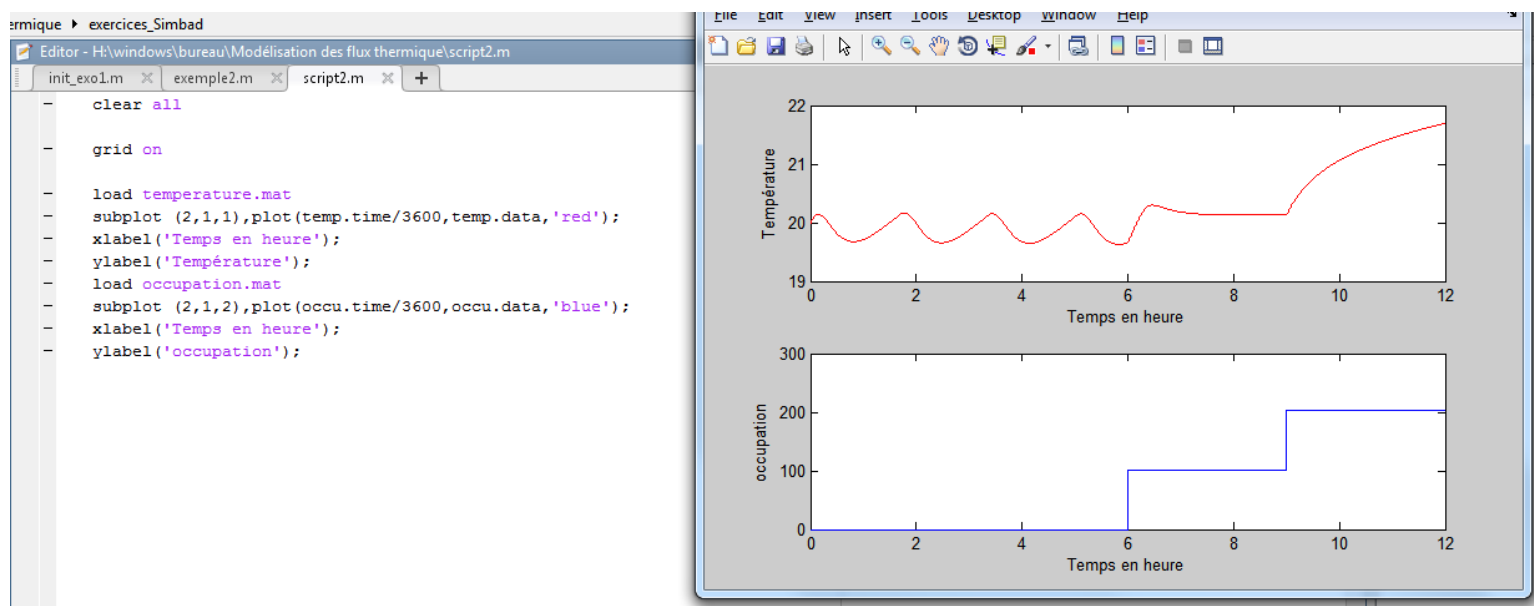 ermique ▸ exercices_Simbad
Editor - H:\windows\bureau\Modélisation des flux thermique\script2.m
init_exo1.m exemple2.m script2.m +
clear all
grid on
load temperature.mat
subplot (2,1,1),plot(temp.time/3600,temp.data,'red');
xlabel('Temps en heure');
ylabel('Température');
load occupation.mat
subplot (2,1,2),plot(occu.time/3600,occu.data,'blue');
xlabel('Temps en heure');
ylabel('occupation');
File Edit View Insert Tools Desktop Window Help
22
21
20
19
Température
0 2 4 6 8 10 12
Temps en heure
300
200
100
0
occupation
0 2 4 6 8 10 12
Temps en heure